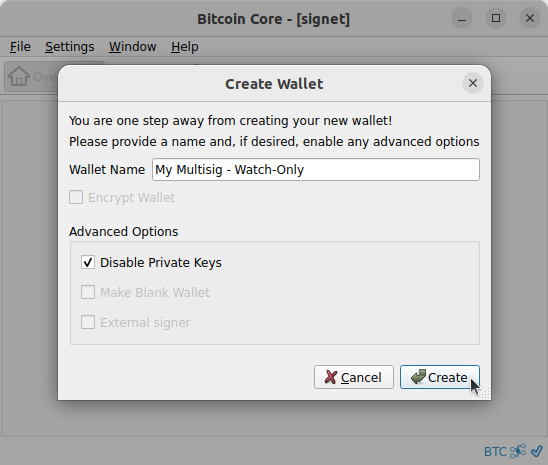 Bitcoin Core - [signet]
File Settings Window Help
Ove
Create Wallet
You are one step away from creating your new wallet!
Please provide a name and, if desired, enable any advanced options
Wallet Name My Multisig - Watch-Only
Encrypt Wallet
Advanced Options
Disable Private Keys
Make Blank Wallet
External signer
Cancel Create
BTC